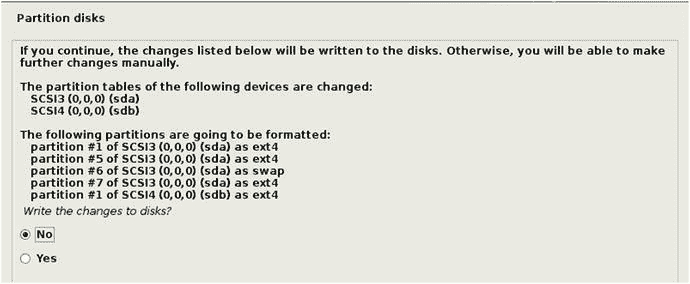 Partition disks
If you continue, the changes listed below will be written to the disks. Otherwise, you will be able to make
further changes manually.
The partition tables of the following devices are changed:
SCSI3 (0,0,0) (sda)
SCSI4 (0,0,0) (sdb)
The following partitions are going to be formatted:
partition #1 of SCSI3 (0,0,0) (sda) as ext4
partition #5 of SCSI3 (0,0,0) (sda) as ext4
partition #6 of SCSI3 (0,0,0) (sda) as swap
partition #7 of SCSI3 (0,0,0) (sda) as ext4
partition #1 of SCSI4 (0,0,0) (sdb) as ext4
Write the changes to disks?
No
Yes